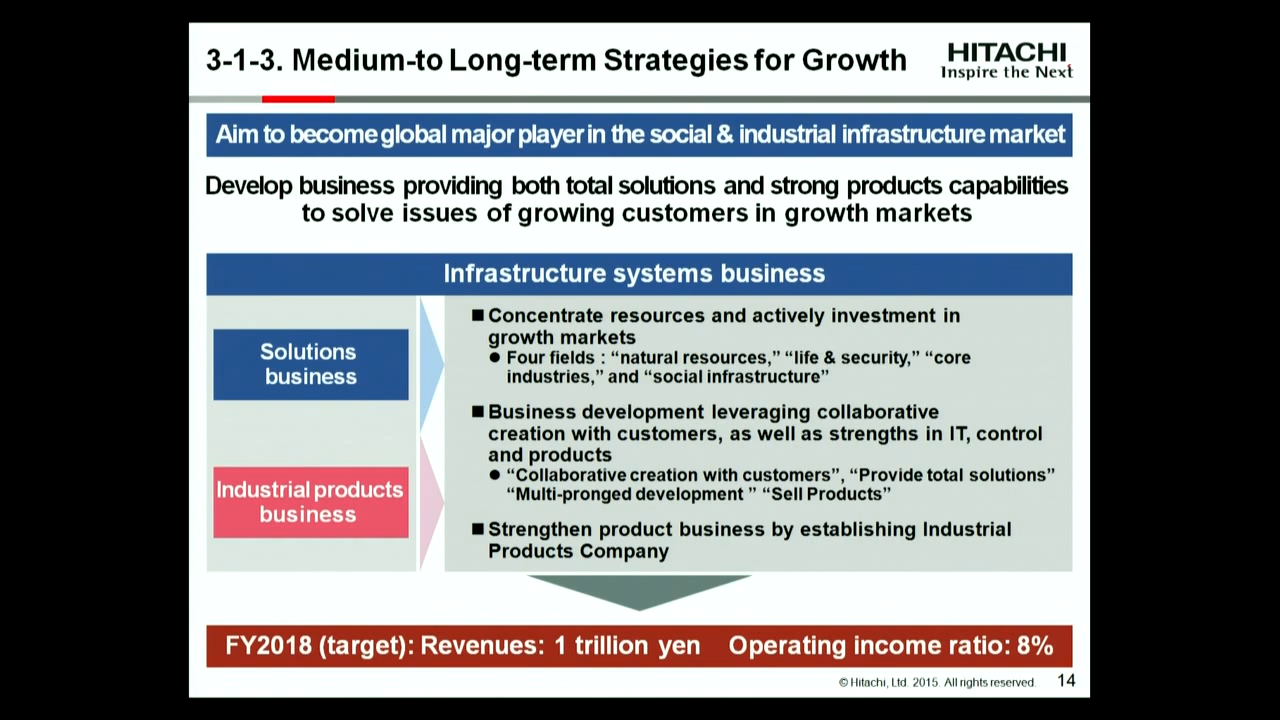 3-1-3. Medium-to Long-term Strategies for Growth
HITACHI
Inspire the Next
Aim to become global major player in the social & industrial infrastructure market
Develop business providing both total solutions and strong products capabilities
to solve issues of growing customers in growth markets
Infrastructure systems business
Solutions
business
Industrial products
business
■ Concentrate resources and actively investment in
growth markets
● Four fields : “natural resources,” “life & security,” “core
industries,” and “social infrastructure”
■ Business development leveraging collaborative
creation with customers, as well as strengths in IT, control
and products
● “Collaborative creation with customers”, “Provide total solutions”
“Multi-pronged development ” “Sell Products”
■ Strengthen product business by establishing Industrial
Products Company
FY2018 (target): Revenues: 1 trillion yen Operating income ratio: 8%
© Hitachi, Ltd. 2015. All rights reserved. 14